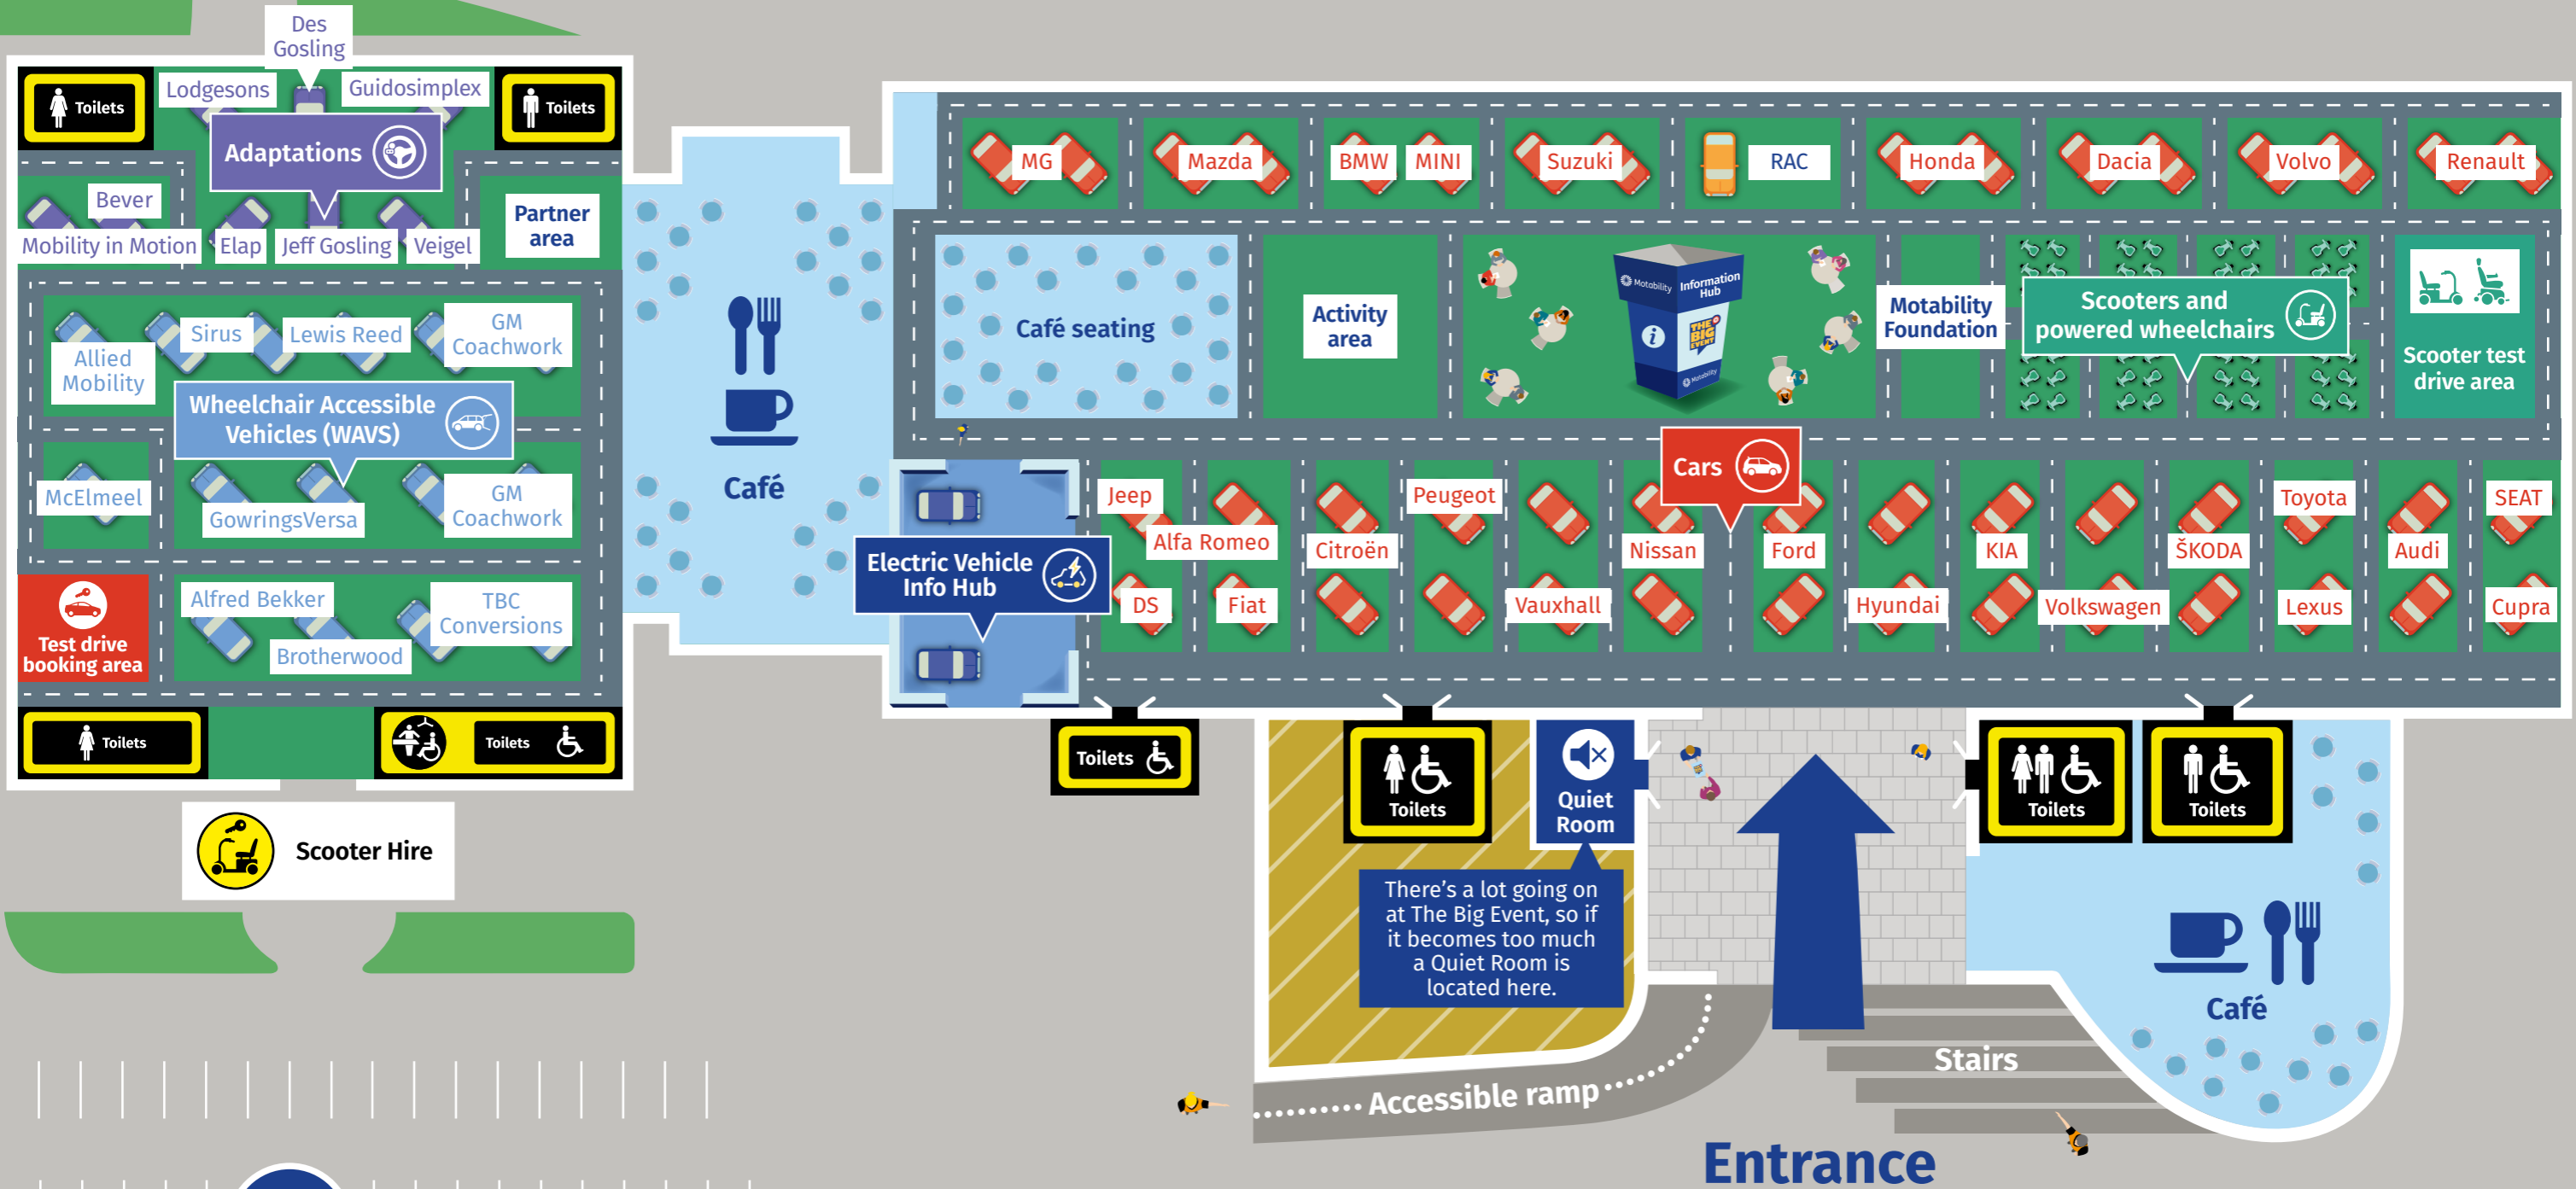 Des
Gosling
Toilets
Lodgesons
Guidosimplex
Toilets
Adaptations
Bever
Partner
area
Mobility in Motion
Elap
Jeff Gosling
Veigel
Sirus
Lewis Reed
GM
Coachwork
Allied
Mobility
Wheelchair Accessible
Vehicles (WAVS)
McElmeel
GowringsVersa
GM
Coachwork
Alfred Bekker
TBC
Conversions
Brotherwood
Test drive
booking area
Toilets
Toilets
Scooter Hire
Café
MG
Mazda
BMW
MINI
Suzuki
RAC
Honda
Dacia
Volvo
Renault
Café seating
Activity
area
Motability
Information
Hub
i
THE
BIG
EVENT
Motability
Motability
Foundation
Scooters and
powered wheelchairs
Scooter test
drive area
Cars
Electric Vehicle
Info Hub
Jeep
Alfa Romeo
Citroën
Peugeot
Nissan
Ford
KIA
ŠKODA
Toyota
Audi
SEAT
DS
Fiat
Vauxhall
Hyundai
Volkswagen
Lexus
Cupra
Toilets
Toilets
Quiet
Room
Toilets
Toilets
There's a lot going on
at The Big Event, so if
it becomes too much
a Quiet Room is
located here.
Café
Stairs
Accessible ramp
Entrance